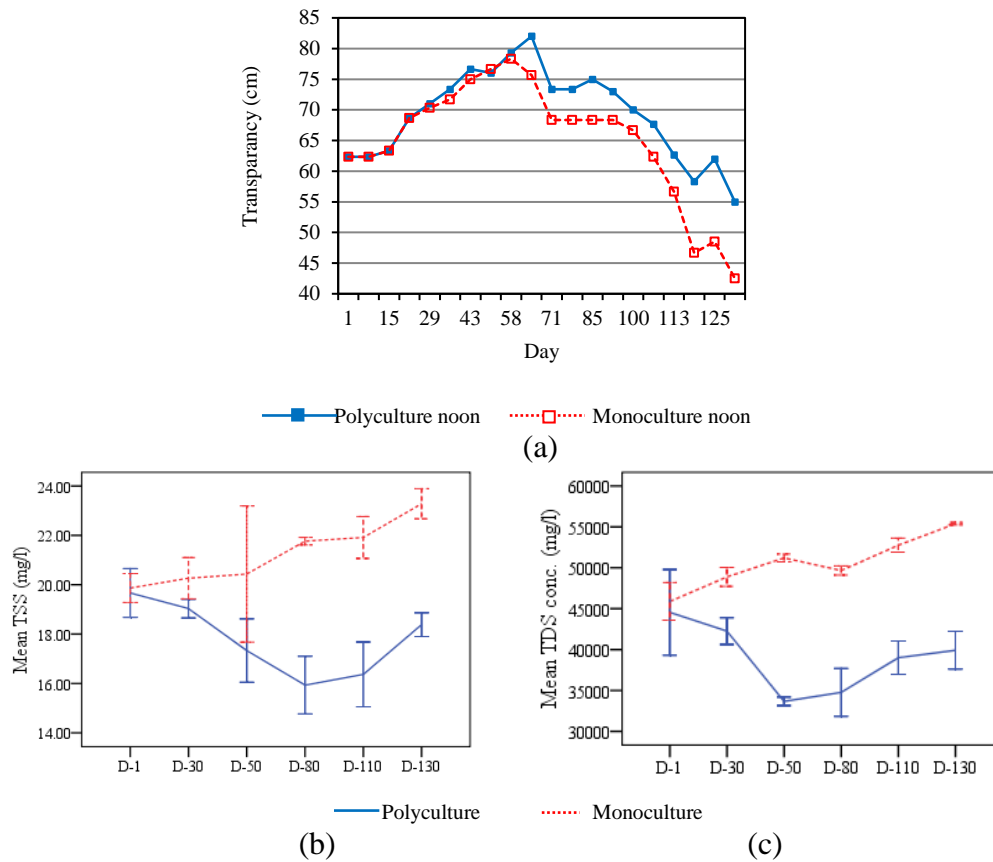 Transparancy (cm)
85
80
75
70
65
60
55
50
45
40
1 15 29 43 58 71 85 100 113 125
Day
Polyculture noon Monoculture noon
(a)
Mean TSS (mg/l)
24.00
22.00
20.00
18.00
16.00
14.00
D-1 D-30 D-50 D-80 D-110 D-130
Mean TDS conc. (mg/l)
60000
55000
50000
45000
40000
35000
30000
D-1 D-30 D-50 D-80 D-110 D-130
Polyculture Monoculture
(b) (c)